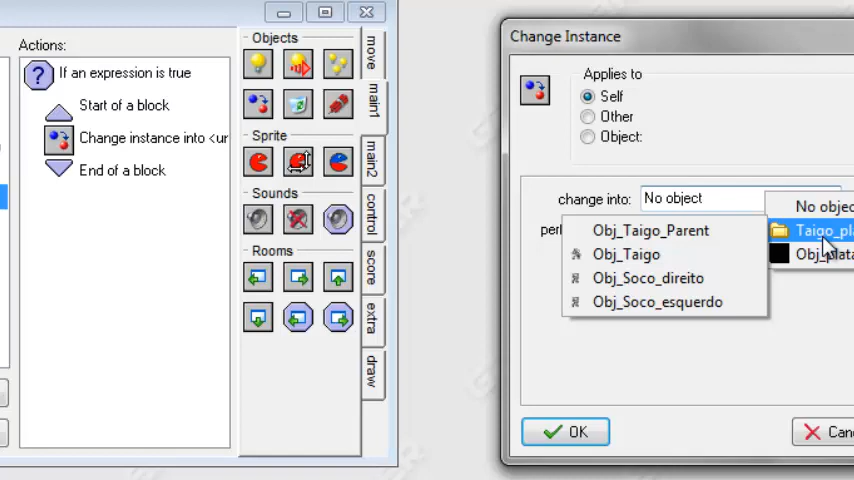 Actions:
If an expression is true
Start of a block
Change instance into <ur
End of a block
Objects
Sprite
Sounds
Rooms
move
main1
main2
control
score
extra
draw
Change Instance
Applies to
Self
Other
Object:
change into:
No object
Obj_Taigo_Parent
Obj_Taigo
Obj_Soco_direito
Obj_Soco_esquerdo
No objec
OK